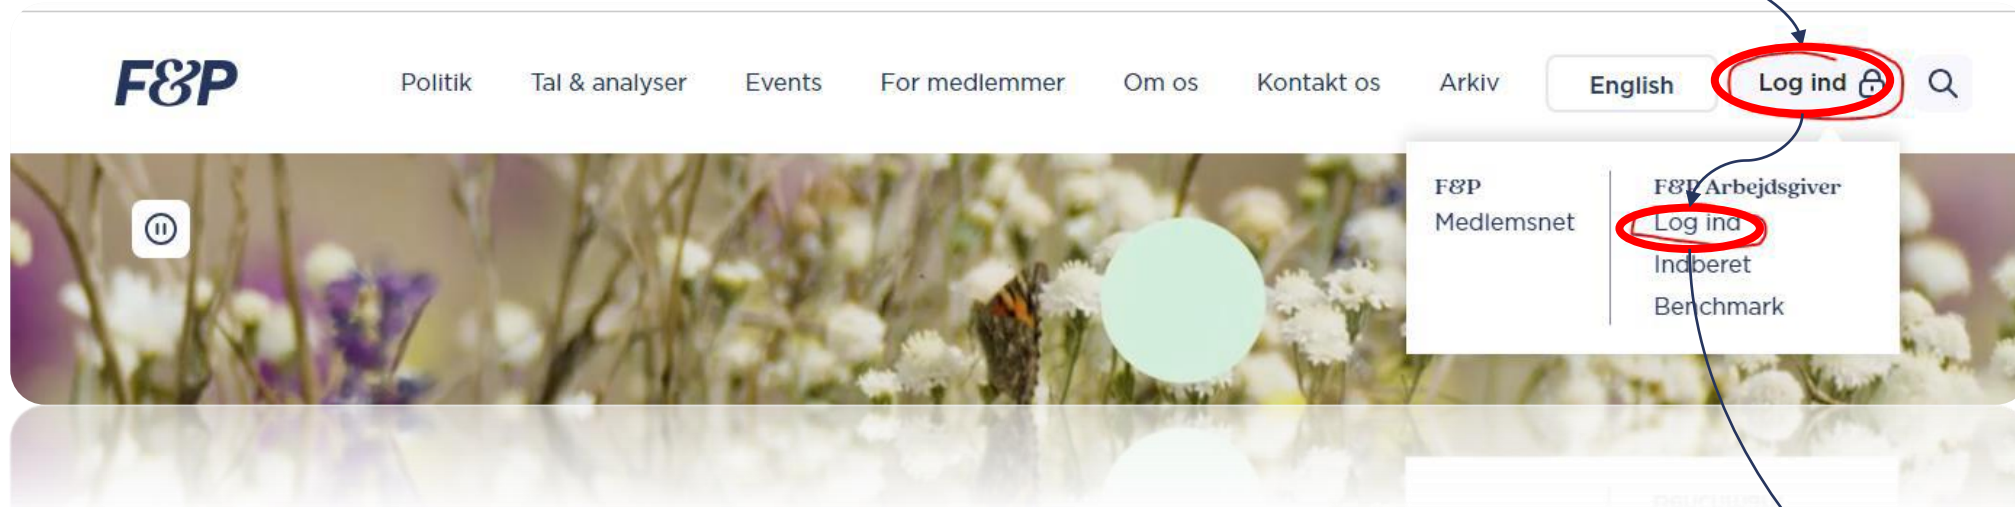 F&P
Politik
Tal & analyser
Events
For medlemmer
Om os
Kontakt os
Arkiv
English
Log ind
F&P
Medlemsnet
F&P Arbejdsgiver
Log ind
Indberet
Benchmark